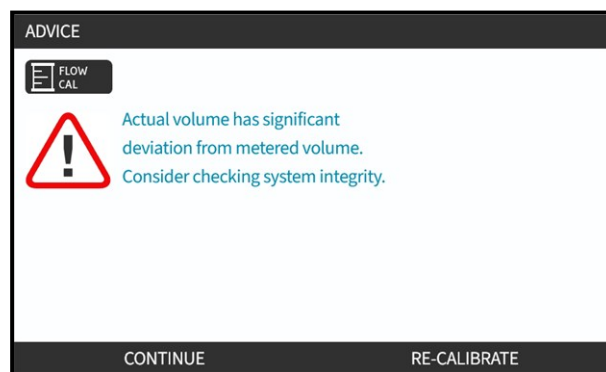 ADVICE
FLOW
CAL
Actual volume has significant
deviation from metered volume.
Consider checking system integrity.
CONTINUE RE-CALIBRATE